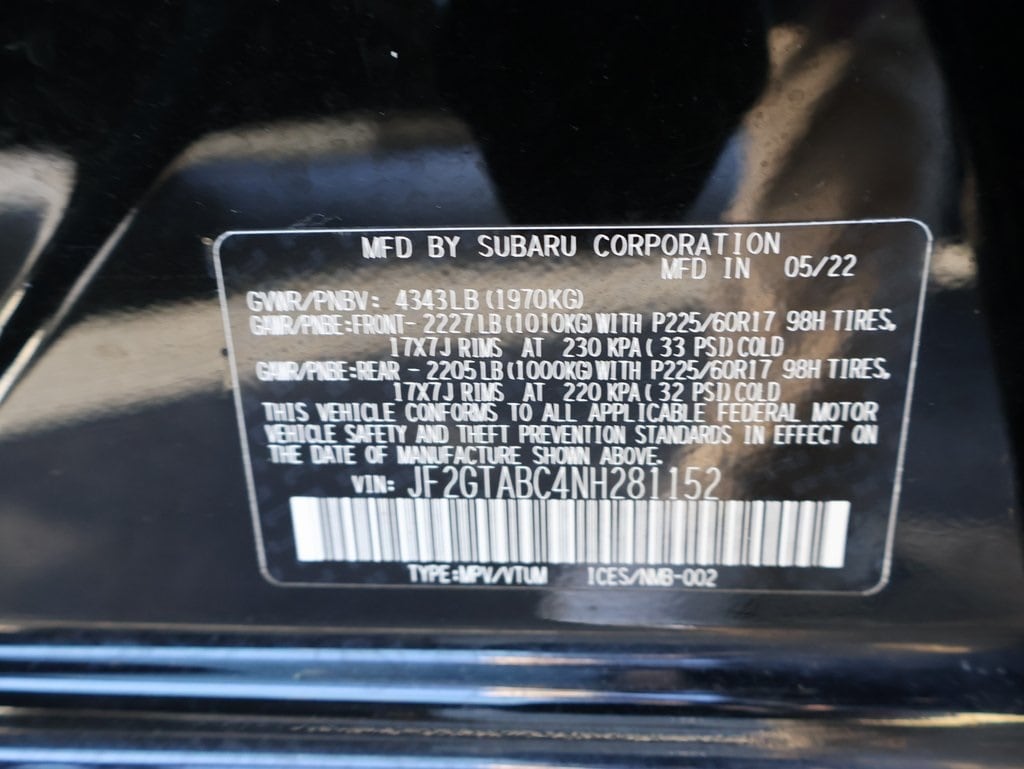 MFD BY SUBARU CORPORATION
MFD IN 05/22
GVWR/PNBV: 4343LB(1970KG)
GAWR/PNBE:FRONT- 2227LB(1010KG)WITH P225/60R17 98H TIRES,
17X7J RIMS AT 230 KPA( 33 PSI)COLD
GAWR/PNBE:REAR - 2205LB(1000KG)WITH P225/60R17 98H TIRES,
17X7J RIMS AT 220 KPA( 32 PSI)COLD
THIS VEHICLE CONFORMS TO ALL APPLICABLE FEDERAL MOTOR
VEHICLE SAFETY AND THEFT PREVENTION STANDARDS IN EFFECT ON
THE DATE OF MANUFACTURE SHOWN ABOVE.
VIN: JF2GTABC4NH281152
TYPE:MPV/VTUM ICES/NMB-002